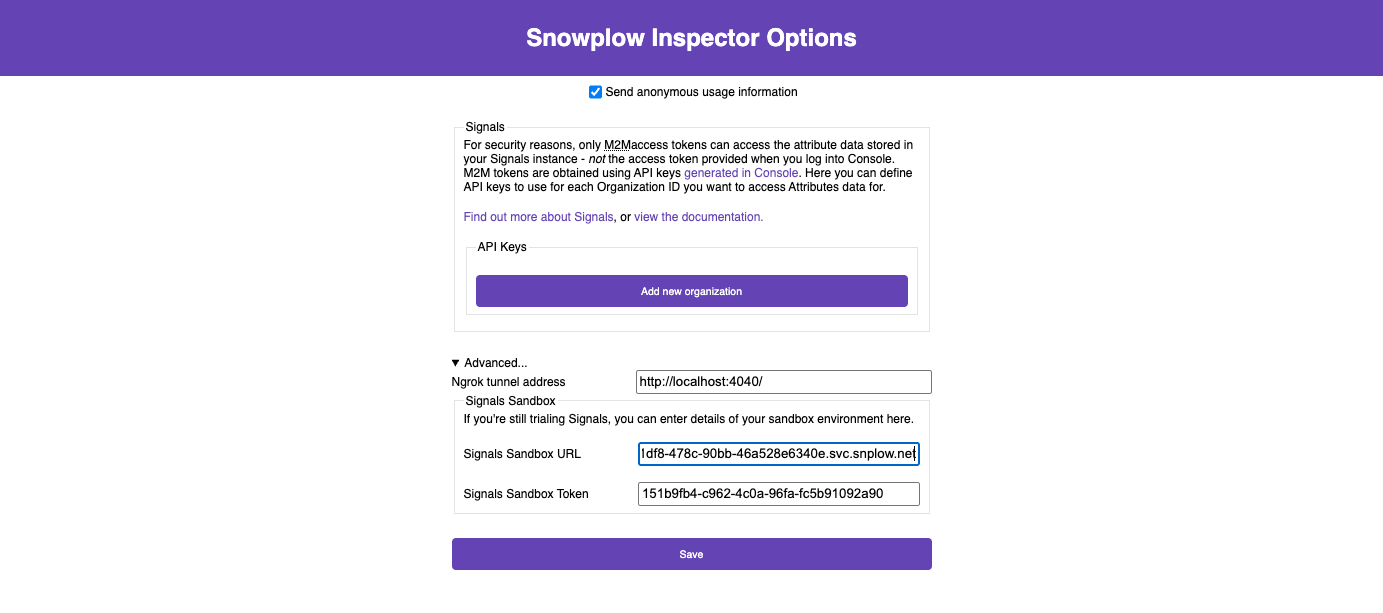 Snowplow Inspector Options
Send anonymous usage information
Signals
For security reasons, only M2Maccess tokens can access the attribute data stored in
your Signals instance - not the access token provided when you log into Console.
M2M tokens are obtained using API keys generated in Console. Here you can define
API keys to use for each Organization ID you want to access Attributes data for.
Find out more about Signals, or view the documentation.
API Keys
Add new organization
▼ Advanced...
Ngrok tunnel address http://localhost:4040/
Signals Sandbox
If you're still trialing Signals, you can enter details of your sandbox environment here.
Signals Sandbox URL 1df8-478c-90bb-46a528e6340e.svc.snplow.net
Signals Sandbox Token 151b9fb4-c962-4c0a-96fa-fc5b91092a90
Save